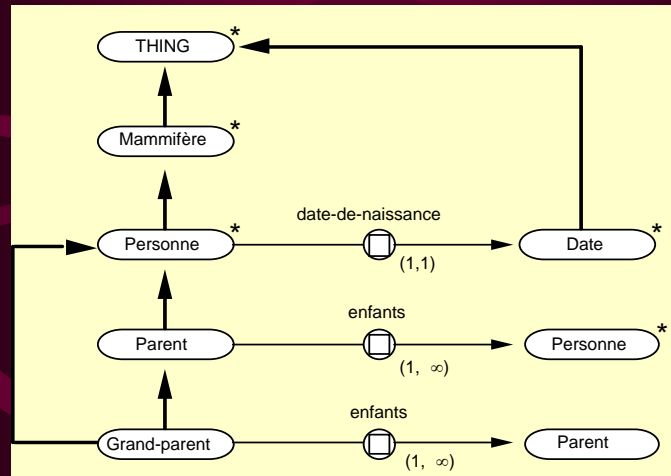 THING *
Mammifère *
date-de-naissance
Personne * Date *
(1,1)
enfants
Parent Personne *
(1, ∞)
enfants
Grand-parent Parent
(1, ∞)